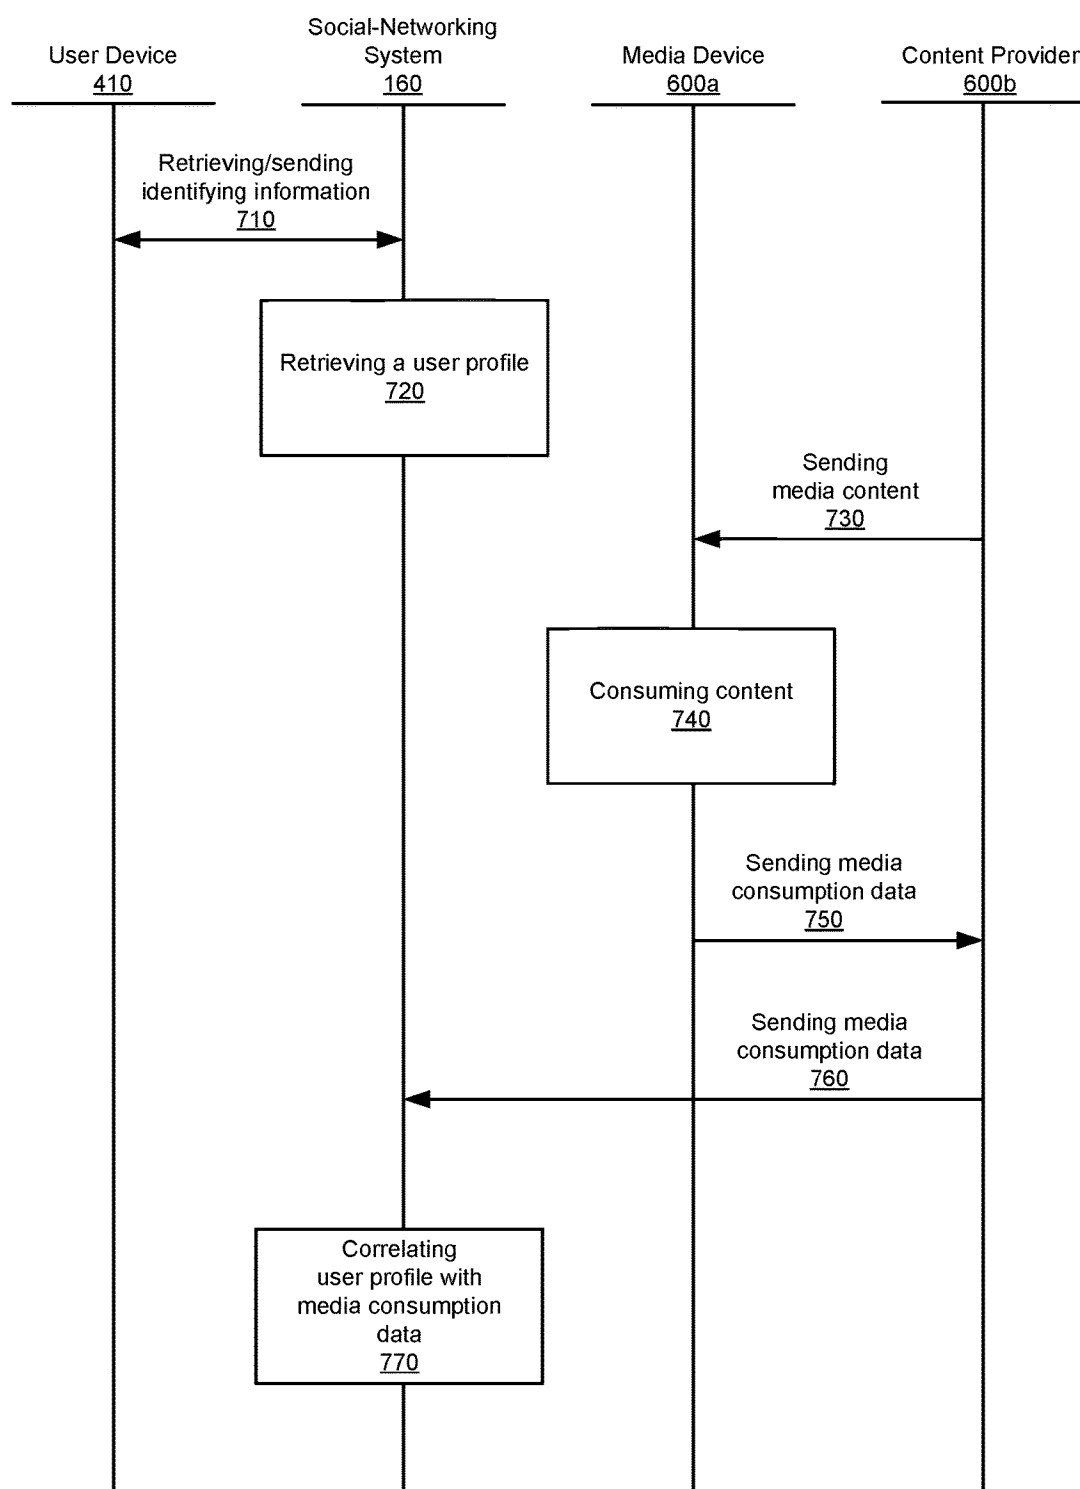 User Device
410
Social-Networking
System
160
Media Device
600a
Content Provider
600b
Retrieving/sending
identifying information
710
Retrieving a user profile
720
Sending
media content
730
Consuming content
740
Sending media
consumption data
750
Sending media
consumption data
760
Correlating
user profile with
media consumption
data
770